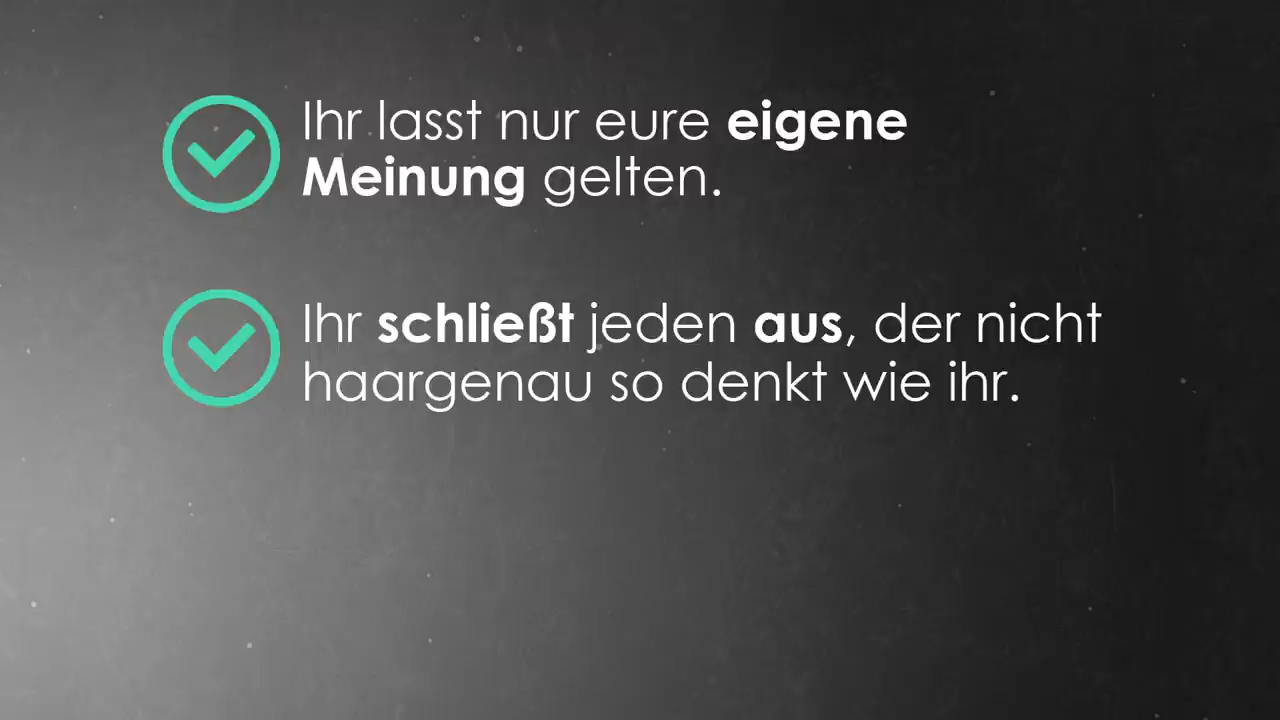 Ihr lasst nur eure eigene
Meinung gelten.
Ihr schließt jeden aus, der nicht
haargenau so denkt wie ihr.